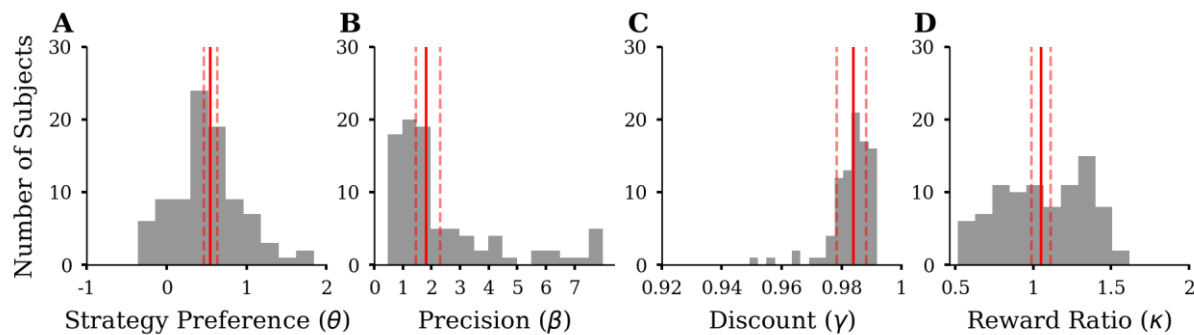 A B C D
Number of Subjects
30 30 30 30
20 20 20 20
10 10 10 10
0 0 0 0
-1 0 1 2 0 1 2 3 4 5 6 7 0.92 0.94 0.96 0.98 1 0.5 1 1.5 2
Strategy Preference (θ) Precision (β) Discount (γ) Reward Ratio (κ)